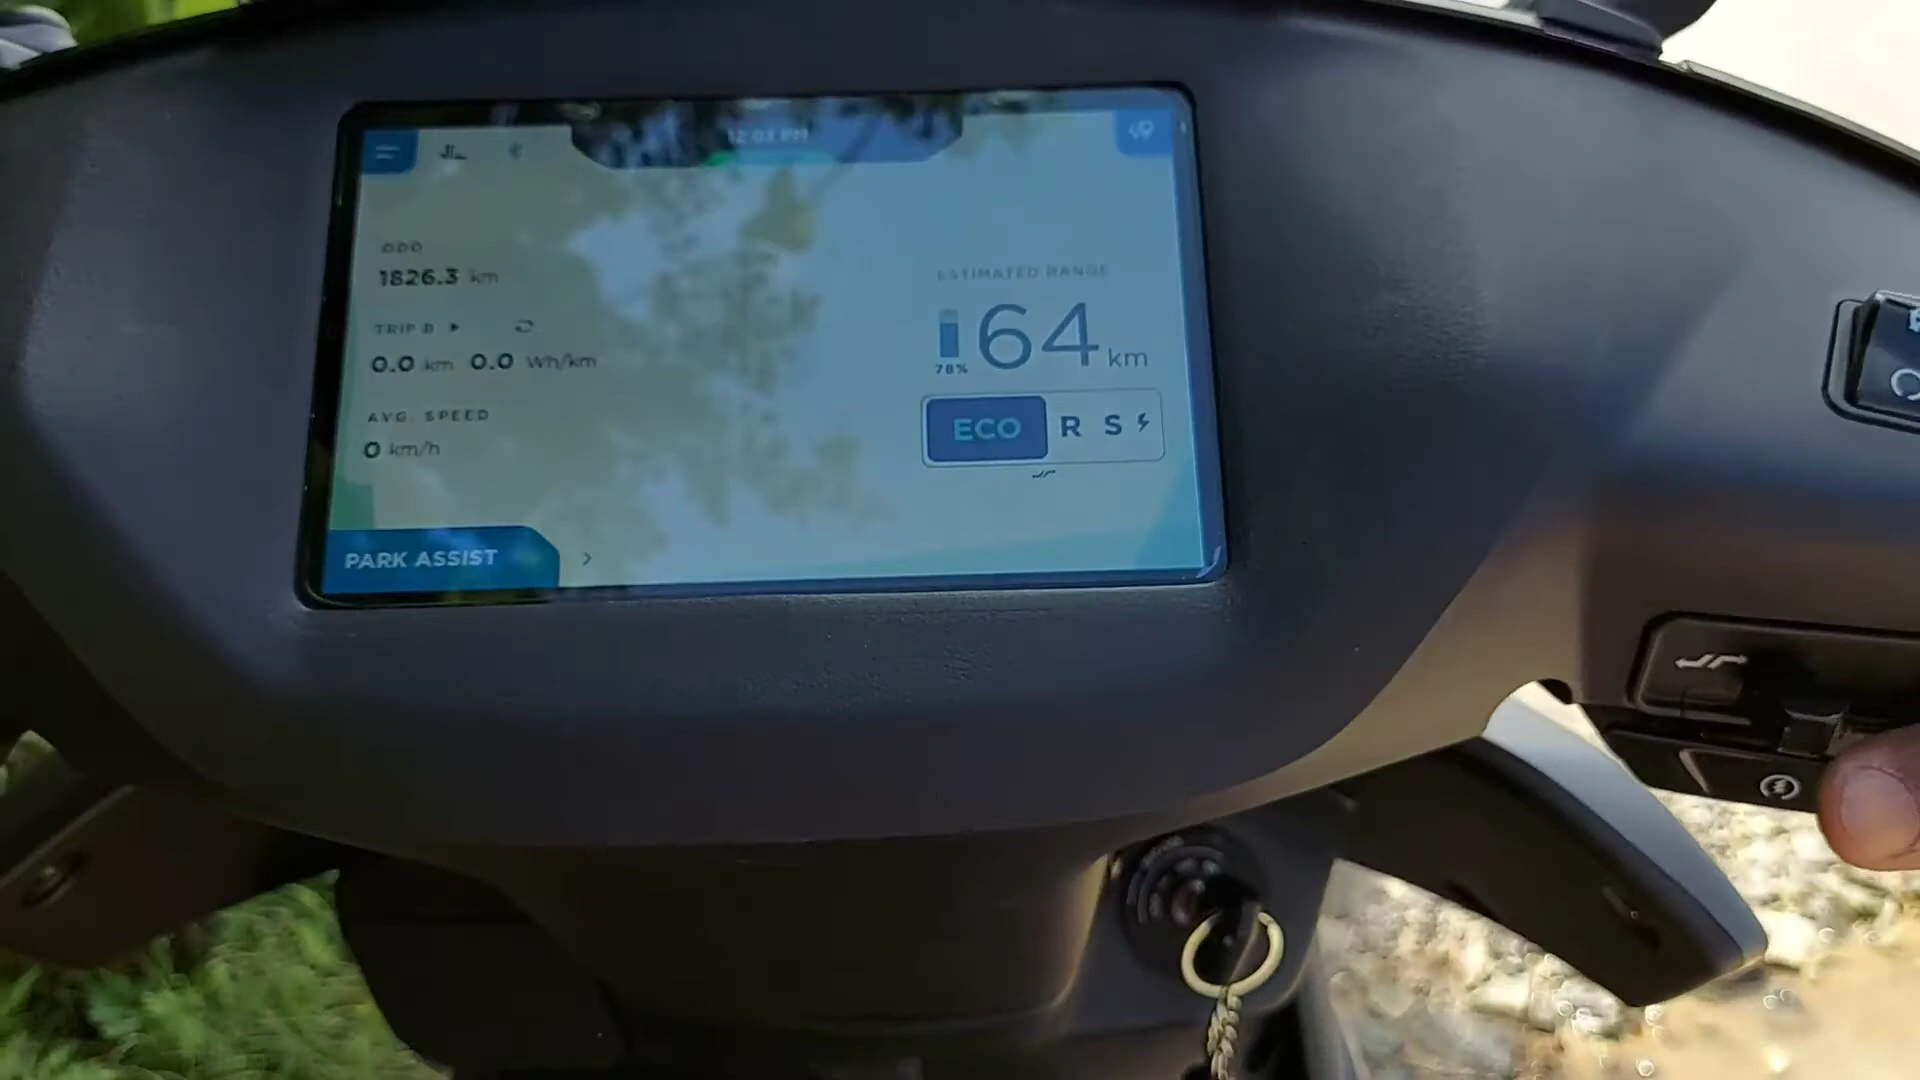 12:03 PM
ODO
1826.3 km
TRIP B
0.0 km 0.0 Wh/km
AVG. SPEED
0 km/h
PARK ASSIST
ESTIMATED RANGE
64 km
78%
ECO R S